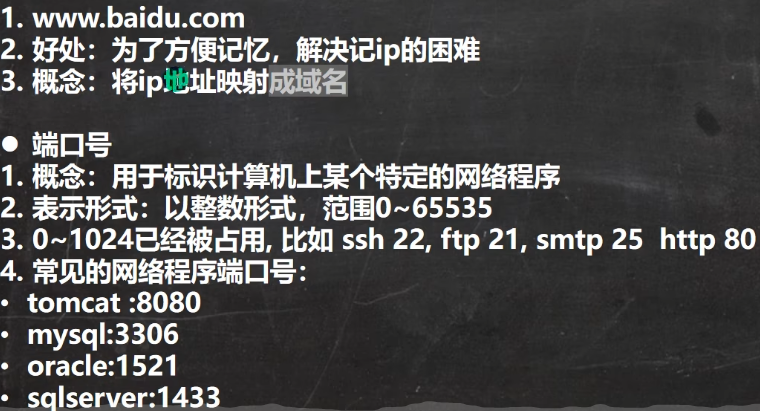 1. www.baidu.com
2. 好处：为了方便记忆，解决记ip的困难
3. 概念：将ip地址映射成域名
● 端口号
1. 概念：用于标识计算机上某个特定的网络程序
2. 表示形式：以整数形式，范围0~65535
3. 0~1024已经被占用, 比如 ssh 22, ftp 21, smtp 25  http 80
4. 常见的网络程序端口号：
• tomcat :8080
• mysql:3306
• oracle:1521
• sqlserver:1433